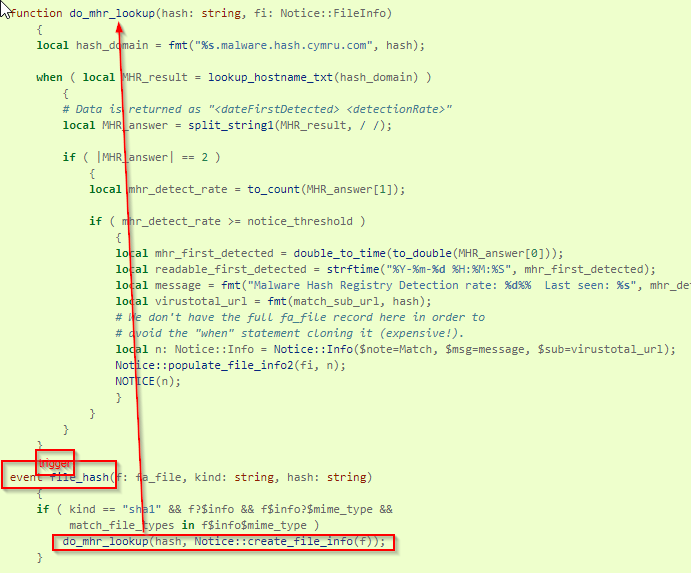 function do_mhr_lookup(hash: string, fi: Notice::FileInfo)
{
local hash_domain = fmt("%s.malware.hash.cymru.com", hash);
when ( local MHR_result = lookup_hostname_txt(hash_domain) )
{
# Data is returned as "<dateFirstDetected> <detectionRate>"
local MHR_answer = split_string1(MHR_result, / /);
if ( |MHR_answer| == 2 )
{
local mhr_detect_rate = to_count(MHR_answer[1]);
if ( mhr_detect_rate >= notice_threshold )
{
local mhr_first_detected = double_to_time(to_double(MHR_answer[0]));
local readable_first_detected = strftime("%Y-%m-%d %H:%M:%S", mhr_first_detected);
local message = fmt("Malware Hash Registry Detection rate: %d%%  Last seen: %s", mhr_de
local virustotal_url = fmt(match_sub_url, hash);
# We don't have the full fa_file record here in order to
# avoid the "when" statement cloning it (expensive!).
local n: Notice::Info = Notice::Info($note=Match, $msg=message, $sub=virustotal_url);
Notice::populate_file_info2(fi, n);
NOTICE(n);
}
}
}
}
trigger
event file_hash(f: fa_file, kind: string, hash: string)
{
if ( kind == "sha1" && f?$info && f$info?$mime_type &&
match_file_types in f$info$mime_type )
do_mhr_lookup(hash, Notice::create_file_info(f));
}